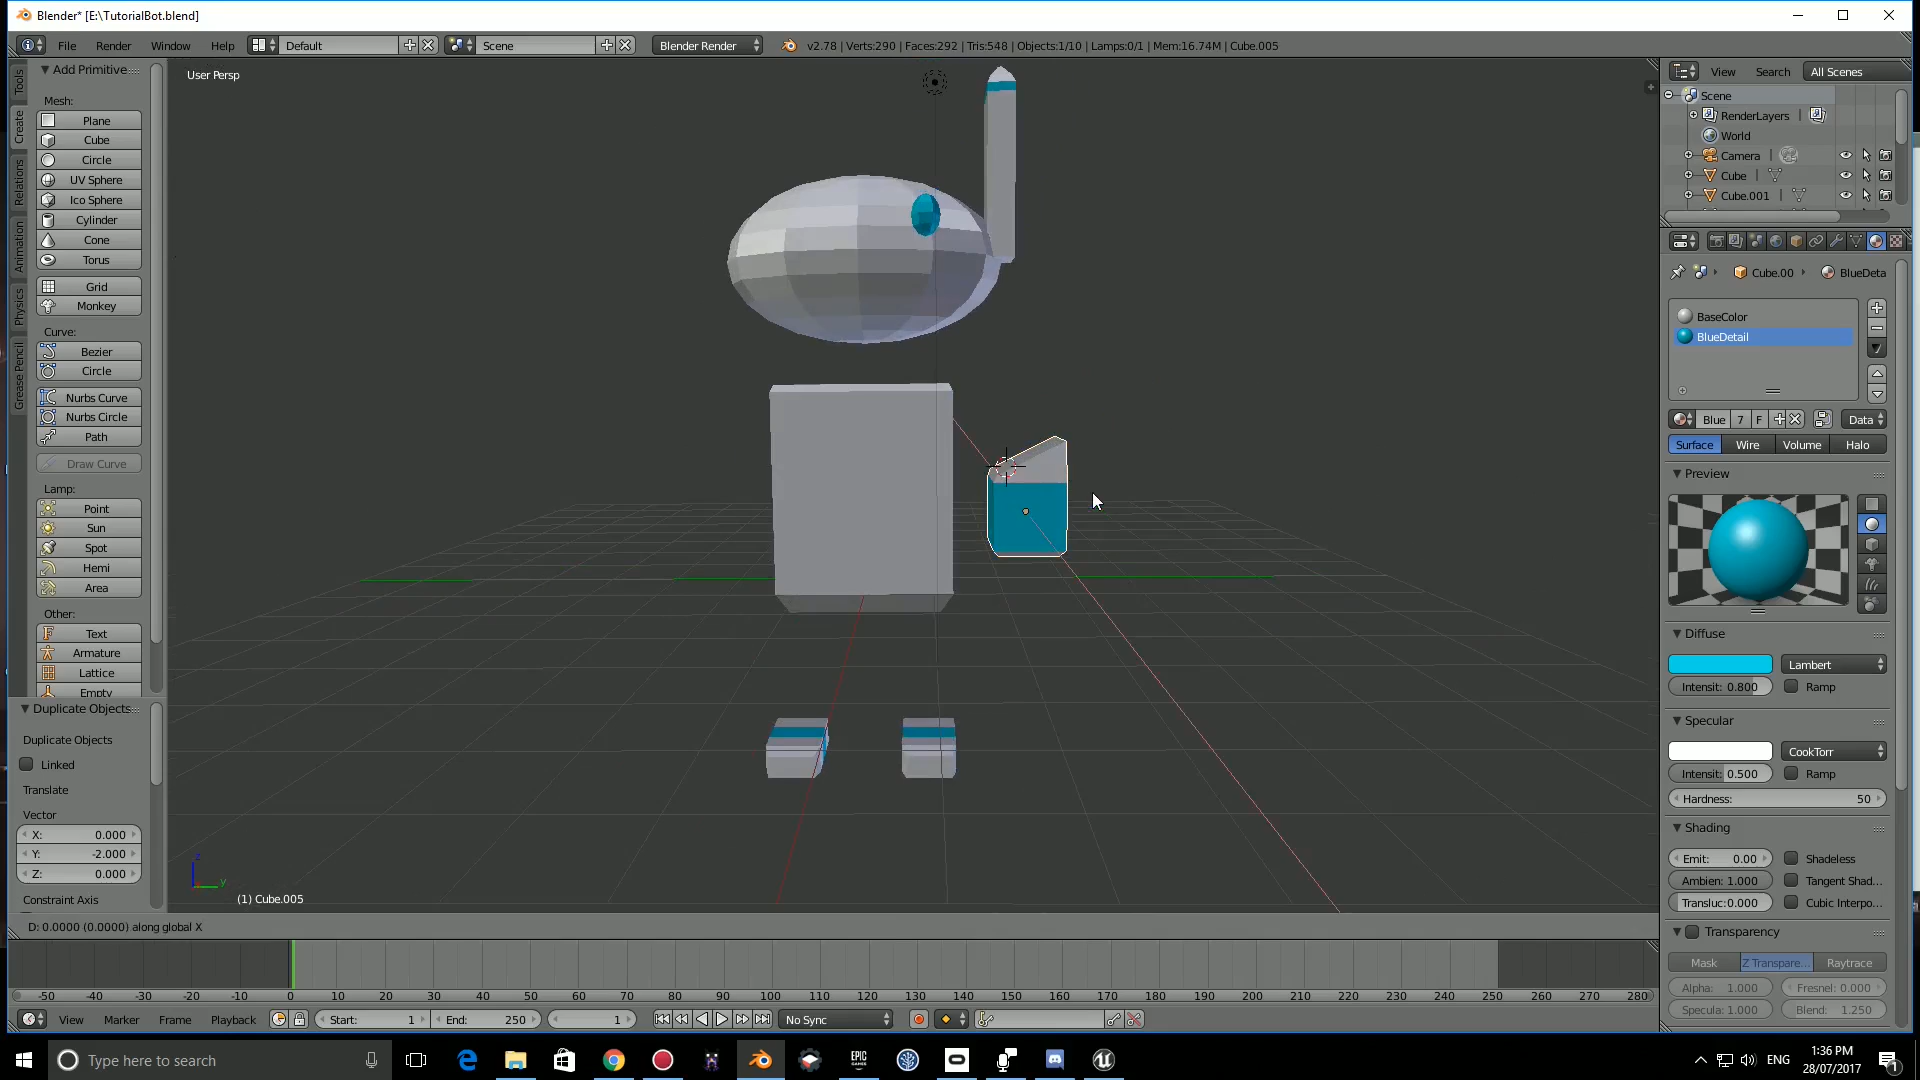 Blender* [E:\TutorialBot.blend]
File Render Window Help Default Scene Blender Render v2.78 | Verts:290 | Faces:292 | Tris:548 | Objects:1/10 | Lamps:0/1 | Mem:16.74M | Cube.005
Tools
Create
Relations
Animation
Physics
Grease Pencil
Add Primitive
Mesh:
Plane
Cube
Circle
UV Sphere
Ico Sphere
Cylinder
Cone
Torus
Grid
Monkey
Curve:
Bezier
Circle
Nurbs Curve
Nurbs Circle
Path
Draw Curve
Lamp:
Point
Sun
Spot
Hemi
Area
Other:
Text
Armature
Lattice
Empty
Duplicate Objects
Duplicate Objects
Linked
Translate
Vector
X: 0.000
Y: -2.000
Z: 0.000
Constraint Axis
User Persp
z
y
(1) Cube.005
D: 0.0000 (0.0000) along global X
View Search All Scenes
Scene
RenderLayers |
World
Camera |
Cube |
Cube.001 |
Cube.00 BlueDeta
BaseColor
BlueDetail
Blue 7 F Data
Surface Wire Volume Halo
Preview
Diffuse
Lambert
Intensit: 0.800 Ramp
Specular
CookTorr
Intensit: 0.500 Ramp
Hardness: 50
Shading
Emit: 0.00 Shadeless
Ambien: 1.000 Tangent Shad...
Transluc:0.000 Cubic Interpo...
Transparency
Mask Z Transpare... Raytrace
Alpha: 1.000 Fresnel: 0.000
Specula: 1.000 Blend: 1.250
-50 -40 -30 -20 -10 0 10 20 30 40 50 60 70 80 90 100 110 120 130 140 150 160 170 180 190 200 210 220 230 240 250 260 270 280
View Marker Frame Playback Start: 1 End: 250 1 No Sync
Type here to search EPIC GAMES ENG 1:36 PM
28/07/2017
1